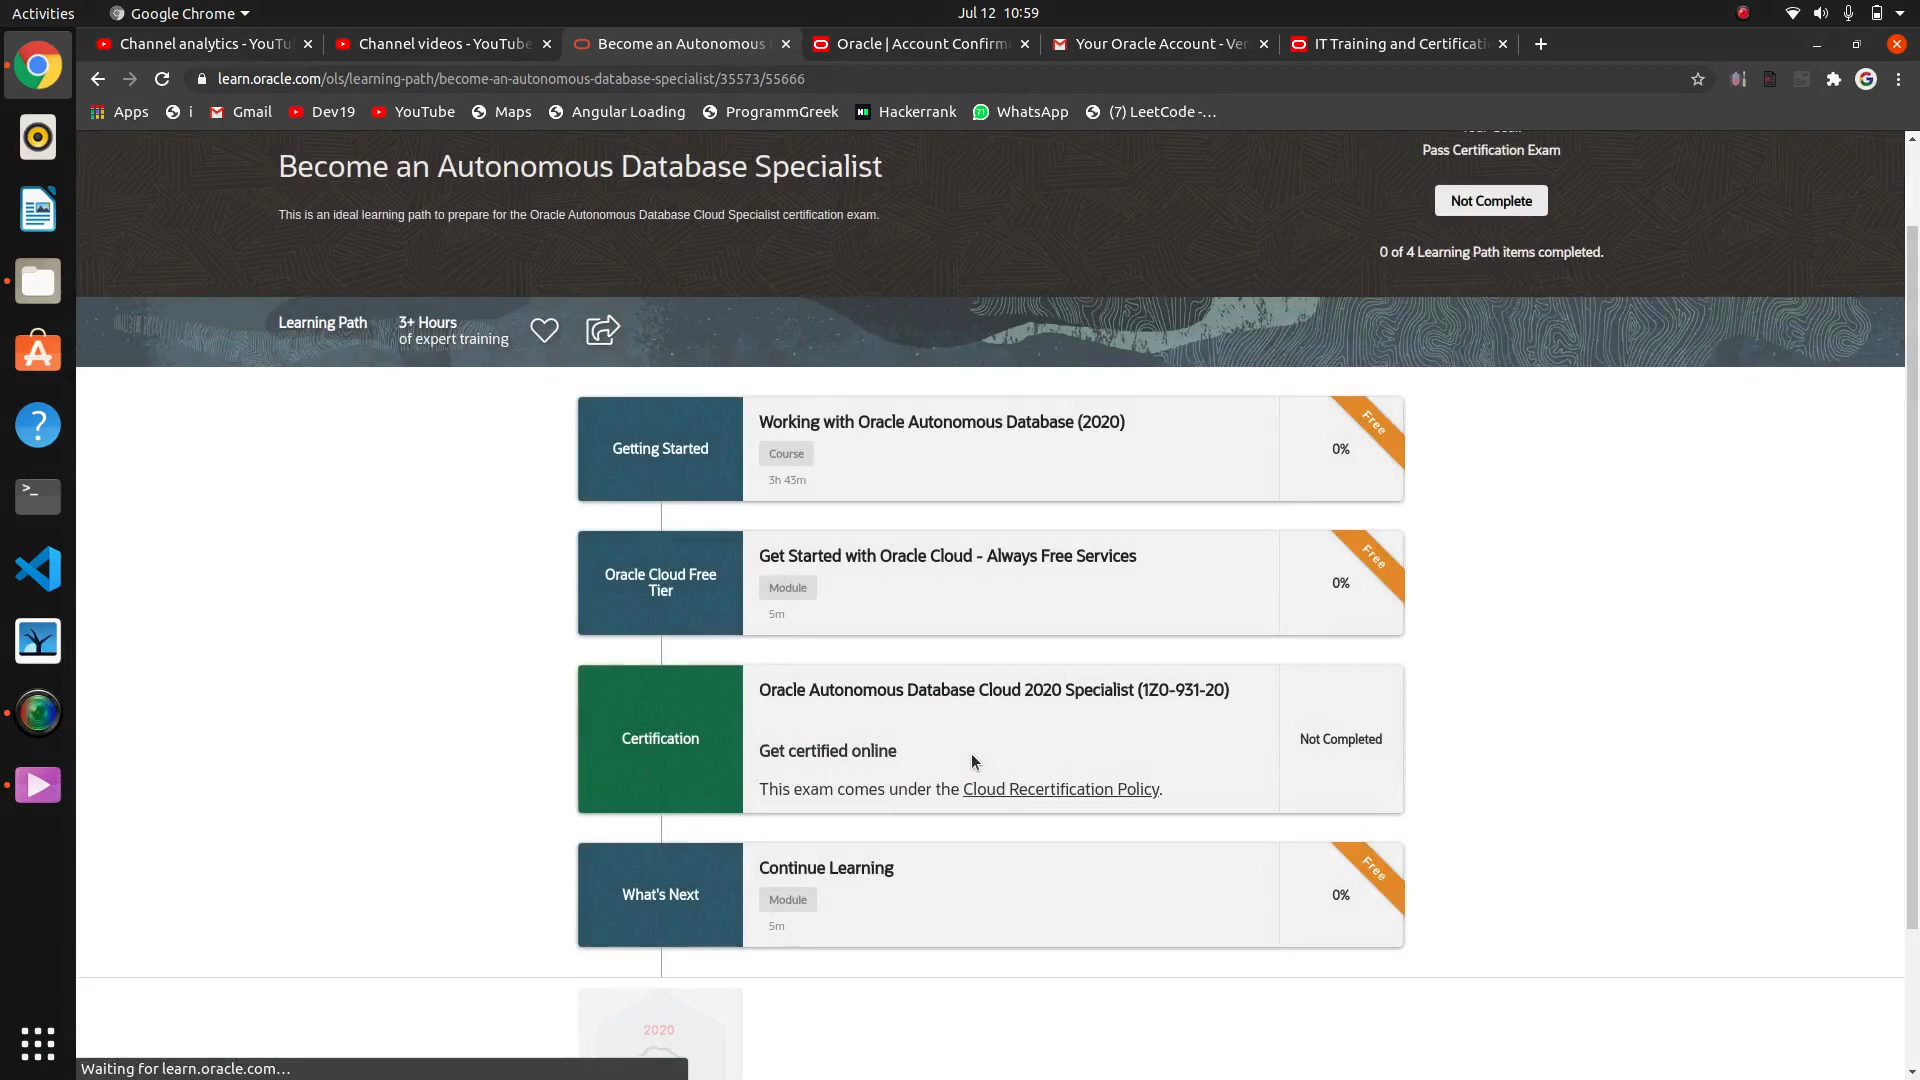 Activities
Google Chrome
Jul 12 10:59
Channel analytics - YouTu
Channel videos - YouTube
Become an Autonomous
Oracle | Account Confirm
Your Oracle Account - Ver
IT Training and Certificati
learn.oracle.com/ols/learning-path/become-an-autonomous-database-specialist/35573/55666
Apps
i
Gmail
Dev19
YouTube
Maps
Angular Loading
ProgrammGreek
Hackerrank
WhatsApp
(7) LeetCode -...
Become an Autonomous Database Specialist
This is an ideal learning path to prepare for the Oracle Autonomous Database Cloud Specialist certification exam.
Pass Certification Exam
Not Complete
0 of 4 Learning Path items completed.
Learning Path
3+ Hours
of expert training
Getting Started
Working with Oracle Autonomous Database (2020)
Course
3h 43m
0%
Free
Oracle Cloud Free
Tier
Get Started with Oracle Cloud - Always Free Services
Module
5m
0%
Free
Certification
Oracle Autonomous Database Cloud 2020 Specialist (1Z0-931-20)
Get certified online
This exam comes under the Cloud Recertification Policy.
Not Completed
What's Next
Continue Learning
Module
5m
0%
Free
2020
Waiting for learn.oracle.com...